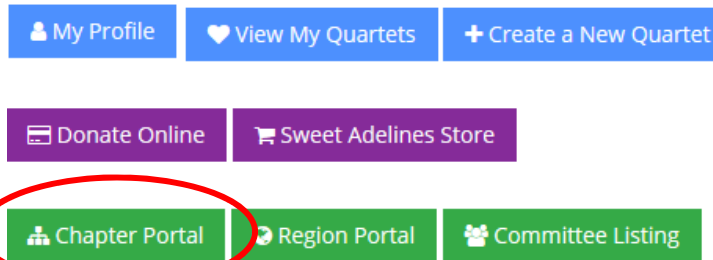 My Profile View My Quartets Create a New Quartet
Donate Online Sweet Adelines Store
Chapter Portal Region Portal Committee Listing